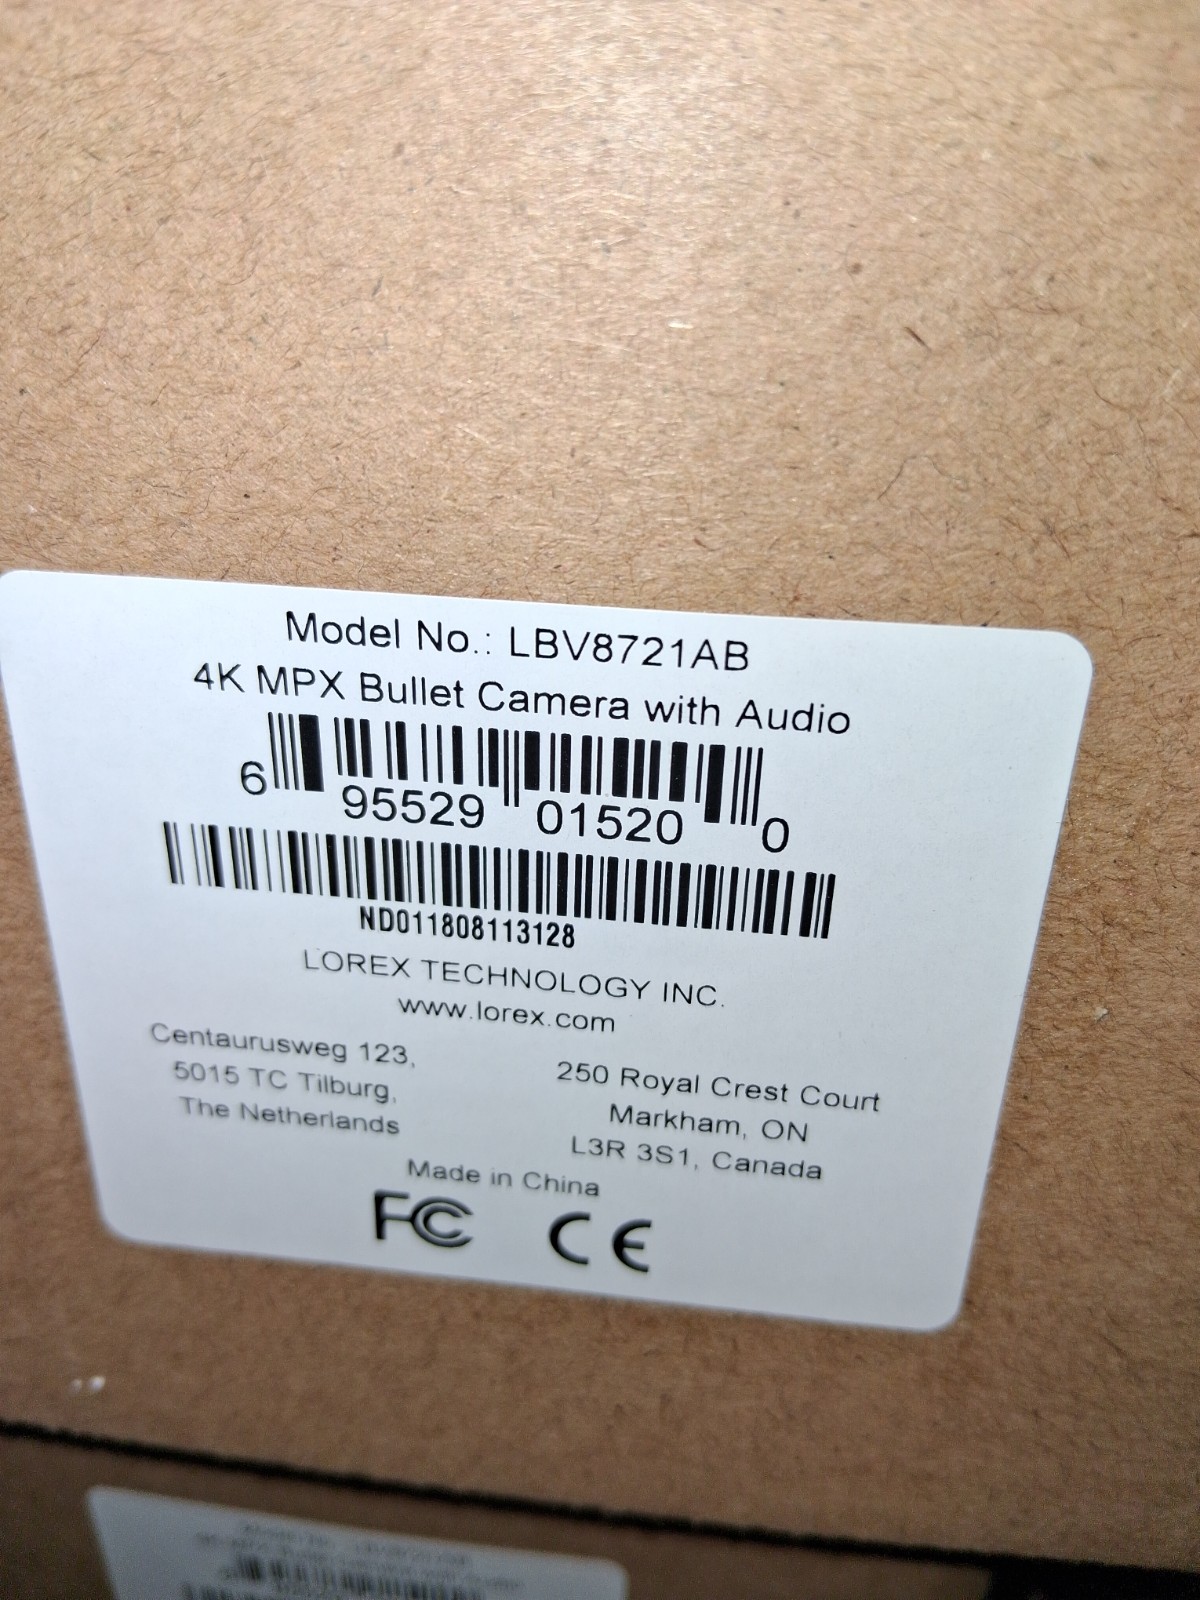 Model No.: LBV8721AB
4K MPX Bullet Camera with Audio
6 95529 01520 0
ND011808113128
LOREX TECHNOLOGY INC.
www.lorex.com
Centaurusweg 123,
5015 TC Tilburg,
The Netherlands
250 Royal Crest Court
Markham, ON
L3R 3S1, Canada
Made in China
FC CE